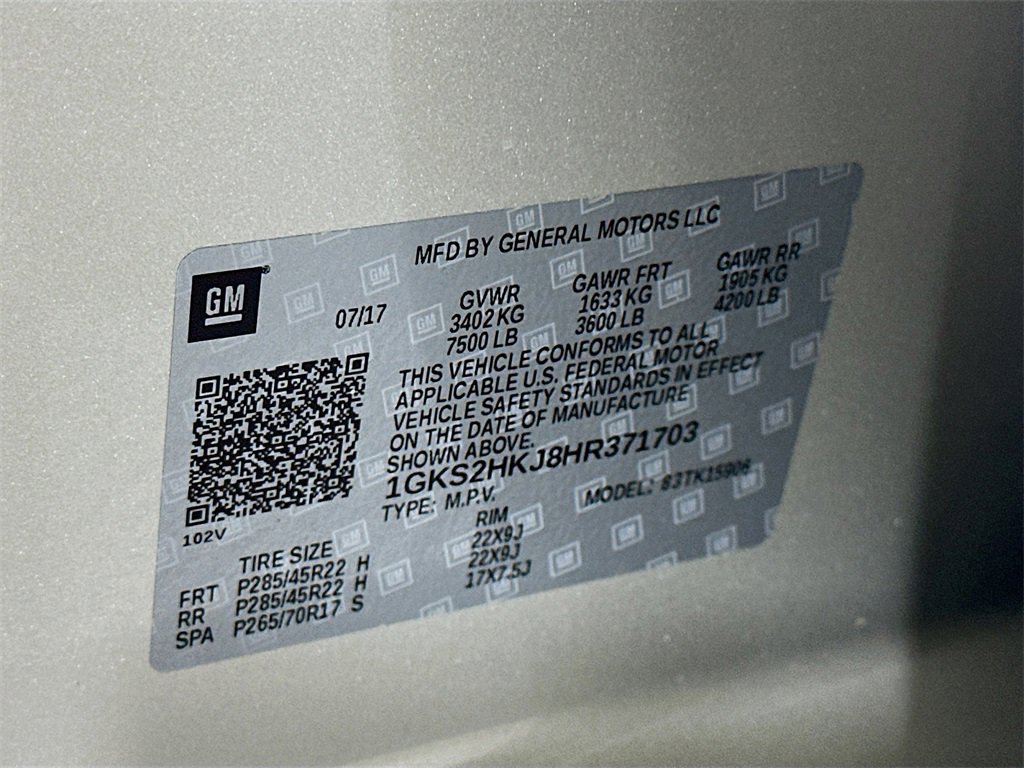 MFD BY GENERAL MOTORS LLC
GM
07/17
GVWR GAWR FRT GAWR RR
3402 KG 1633 KG 1905 KG
7500 LB 3600 LB 4200 LB
THIS VEHICLE CONFORMS TO ALL
APPLICABLE U.S. FEDERAL MOTOR
VEHICLE SAFETY STANDARDS IN EFFECT
ON THE DATE OF MANUFACTURE
SHOWN ABOVE.
1GKS2HKJ8HR371703
TYPE: M.P.V. MODEL: 83TK15906
102V
TIRE SIZE RIM
FRT P285/45R22 H 22X9J
RR P285/45R22 H 22X9J
SPA P265/70R17 S 17X7.5J